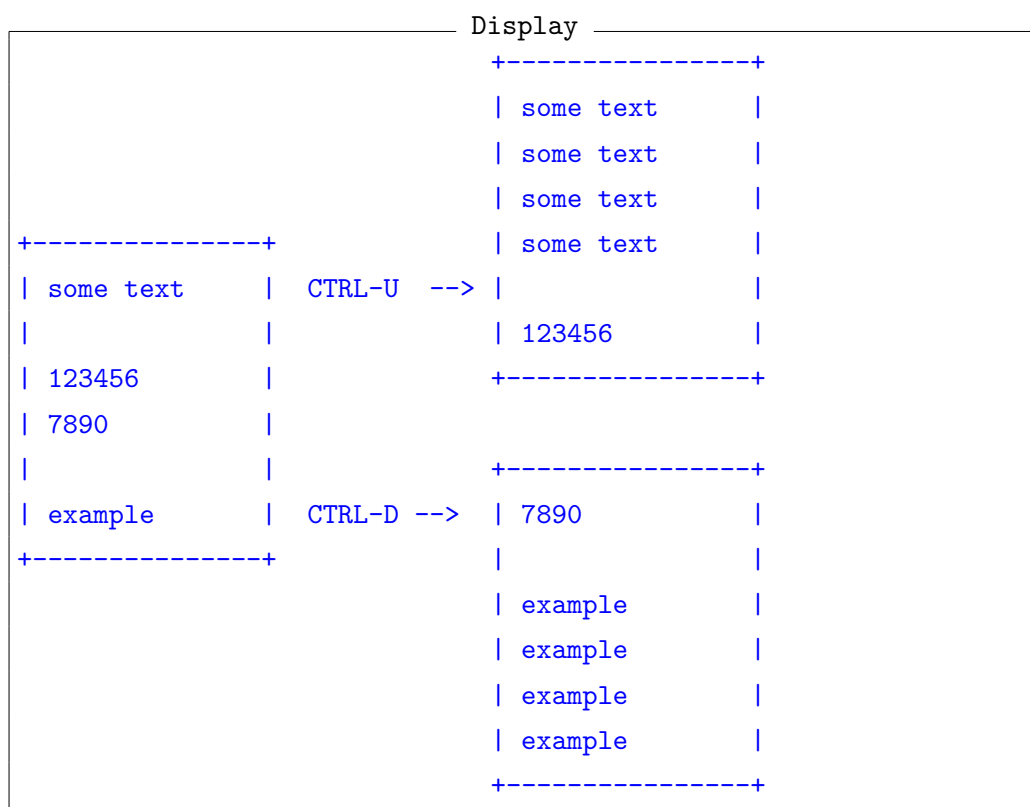 Display
                                +----------------+
                                | some text      |
                                | some text      |
                                | some text      |
+---------------+               | some text      |
| some text     |  CTRL-U  --> |                |
|               |               | 123456         |
| 123456        |               +----------------+
| 7890          |
|               |               +----------------+
| example       |  CTRL-D -->  | 7890           |
+---------------+               |                |
                                | example        |
                                | example        |
                                | example        |
                                | example        |
                                +----------------+